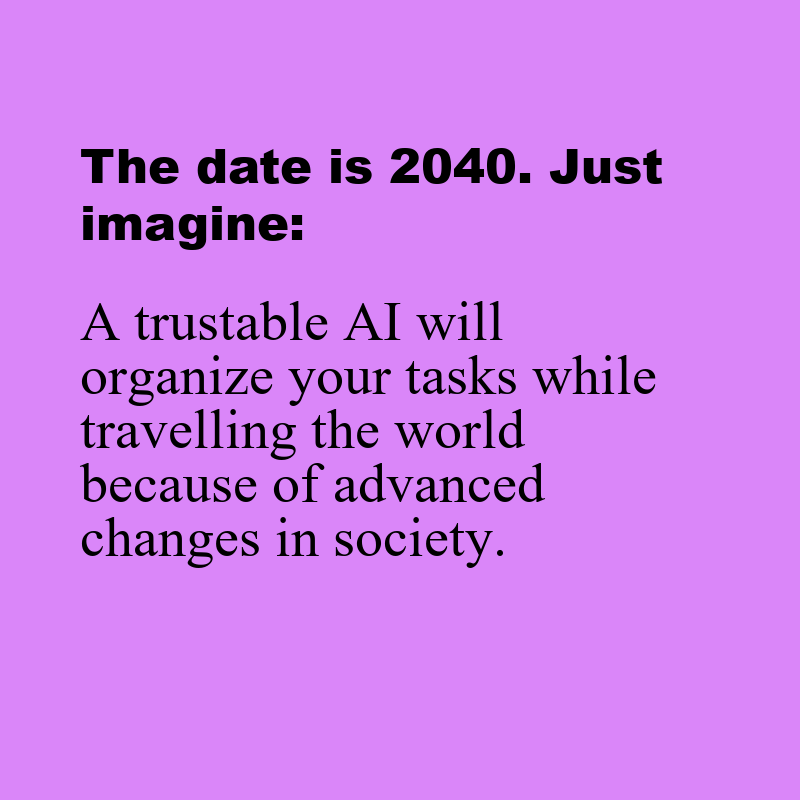 The date is 2040. Just
imagine:
A trustable AI will
organize your tasks while
travelling the world
because of advanced
changes in society.